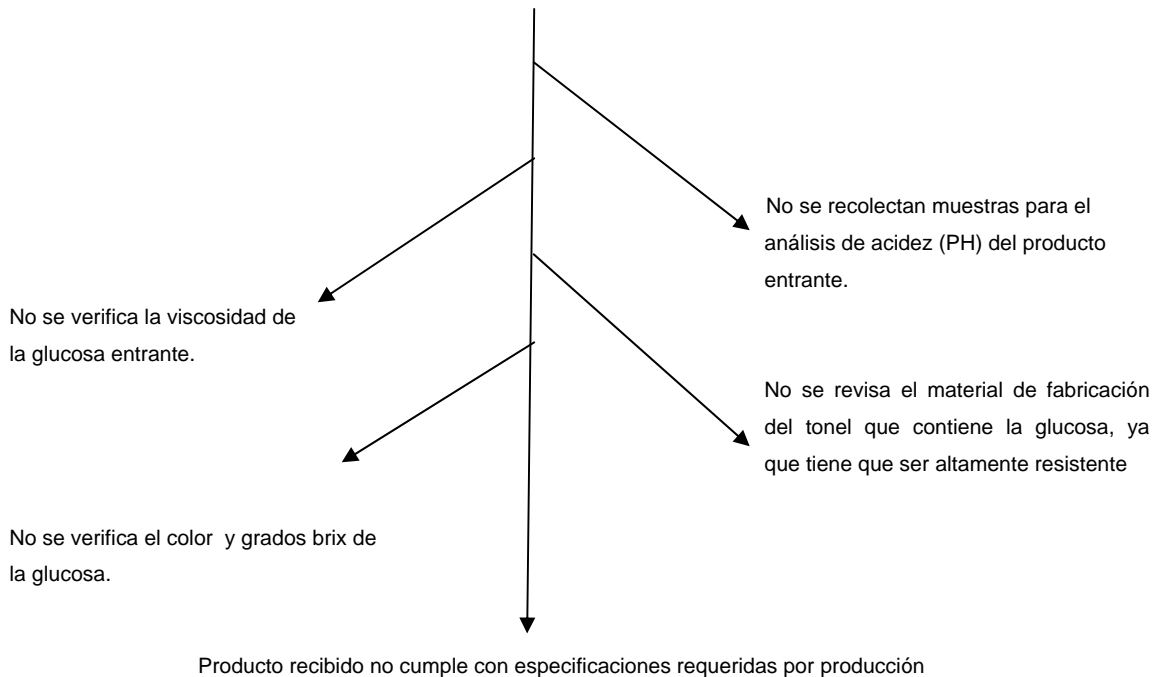 No se recolectan muestras para el
análisis de acidez (PH) del producto
entrante.
No se verifica la viscosidad de
la glucosa entrante.
No se revisa el material de fabricación
del tonel que contiene la glucosa, ya
que tiene que ser altamente resistente
No se verifica el color y grados brix de
la glucosa.
Producto recibido no cumple con especificaciones requeridas por producción